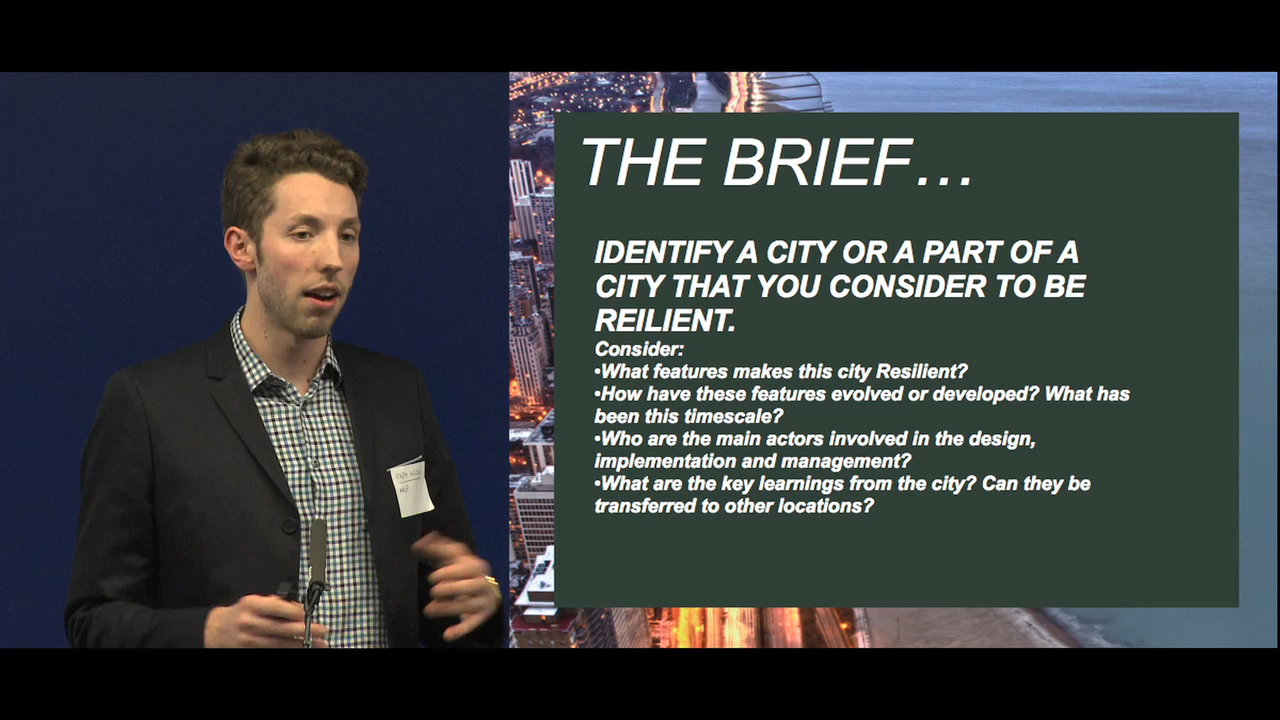 THE BRIEF...
IDENTIFY A CITY OR A PART OF A
CITY THAT YOU CONSIDER TO BE
REILIENT.
Consider:
•What features makes this city Resilient?
•How have these features evolved or developed? What has
been this timescale?
•Who are the main actors involved in the design,
implementation and management?
•What are the key learnings from the city? Can they be
transferred to other locations?